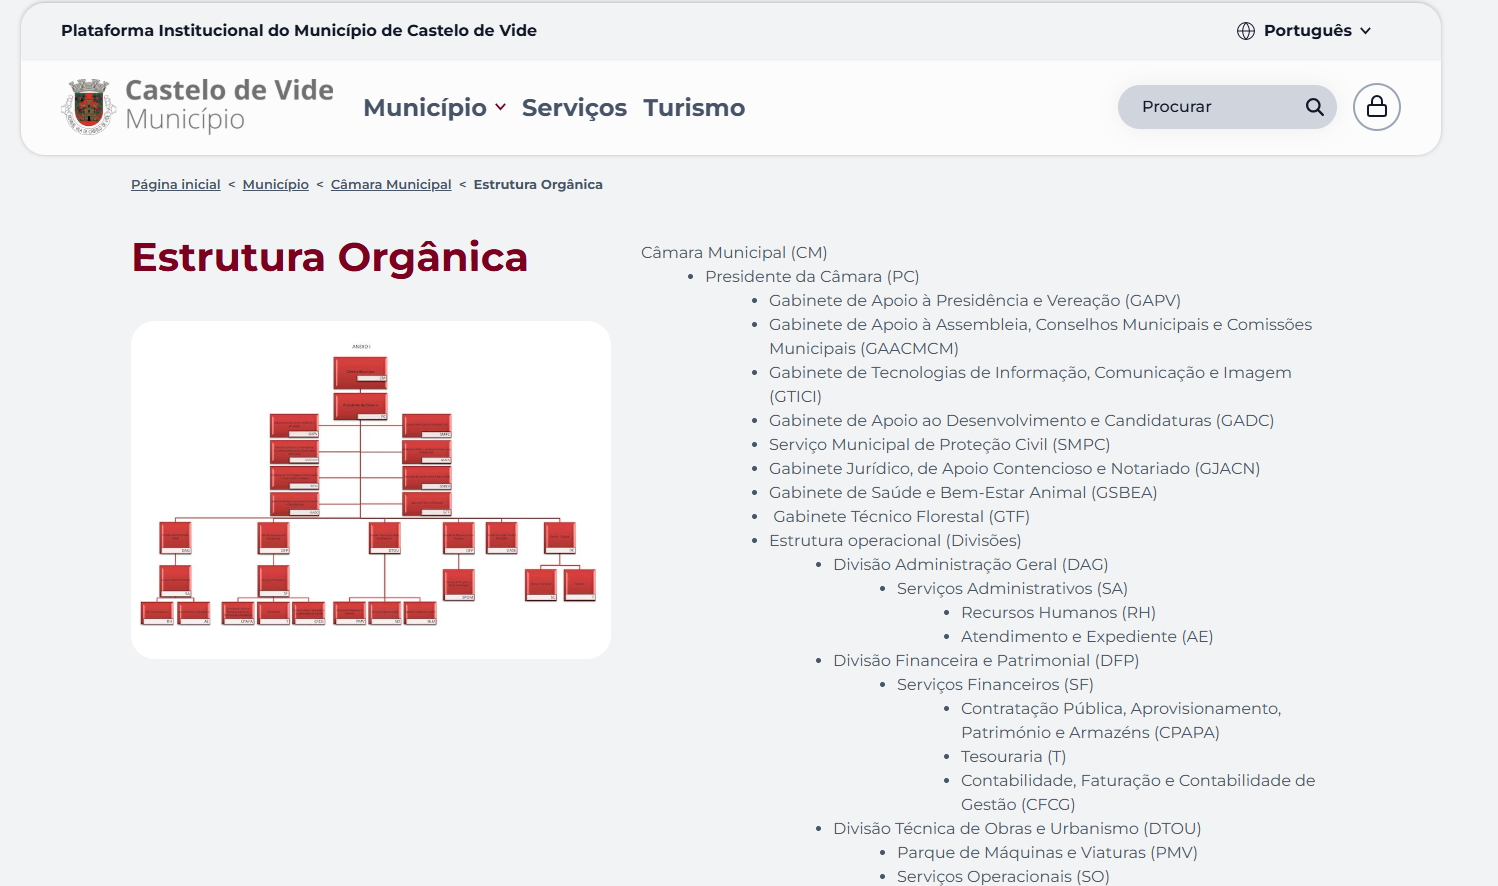 Plataforma Institucional do Município de Castelo de Vide
Português
Castelo de Vide
Município
Município
Serviços
Turismo
Procurar
Página inicial < Município < Câmara Municipal < Estrutura Orgânica
Estrutura Orgânica
ANEXO I
Câmara Municipal (CM)
Presidente da Câmara (PC)
Gabinete de Apoio à Presidência e Vereação (GAPV)
Gabinete de Apoio à Assembleia, Conselhos Municipais e Comissões
Municipais (GAACMCM)
Gabinete de Tecnologias de Informação, Comunicação e Imagem
(GTICI)
Gabinete de Apoio ao Desenvolvimento e Candidaturas (GADC)
Serviço Municipal de Proteção Civil (SMPC)
Gabinete Jurídico, de Apoio Contencioso e Notariado (GJACN)
Gabinete de Saúde e Bem-Estar Animal (GSBEA)
Gabinete Técnico Florestal (GTF)
Estrutura operacional (Divisões)
Divisão Administração Geral (DAG)
Serviços Administrativos (SA)
Recursos Humanos (RH)
Atendimento e Expediente (AE)
Divisão Financeira e Patrimonial (DFP)
Serviços Financeiros (SF)
Contratação Pública, Aprovisionamento,
Património e Armazéns (CPAPA)
Tesouraria (T)
Contabilidade, Faturação e Contabilidade de
Gestão (CFCG)
Divisão Técnica de Obras e Urbanismo (DTOU)
Parque de Máquinas e Viaturas (PMV)
Serviços Operacionais (SO)